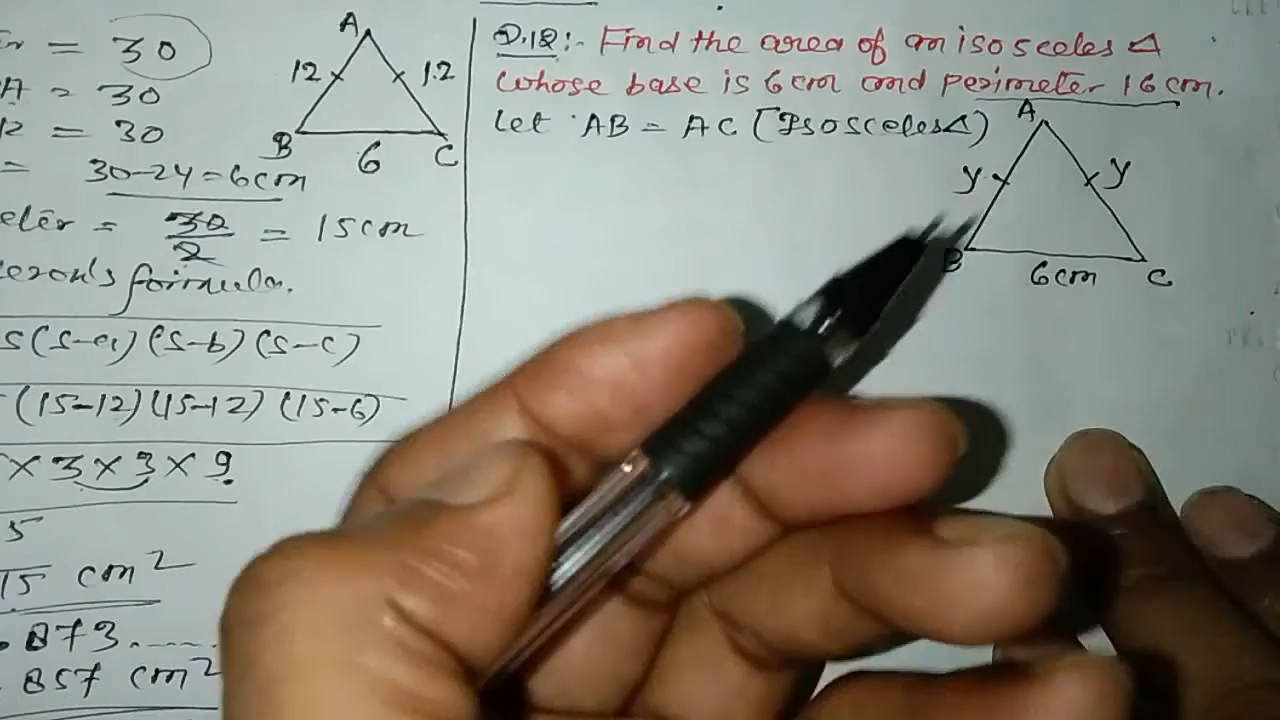 = 30
A = 30
= 30
= 30-24=6cm
= 30/2 = 15cm
formula.
S(S-a)(S-b)(S-c)
(15-12)(15-12)(15-6)
× 3 × 3 × 9
5
15 cm²
.873.....
.857 cm²
A
12
12
B
6
C
Q.12:- Find the area of an isosceles △
whose base is 6cm and perimeter 16cm.
Let AB = AC [Isosceles△)
A
y
y
B
6cm
C